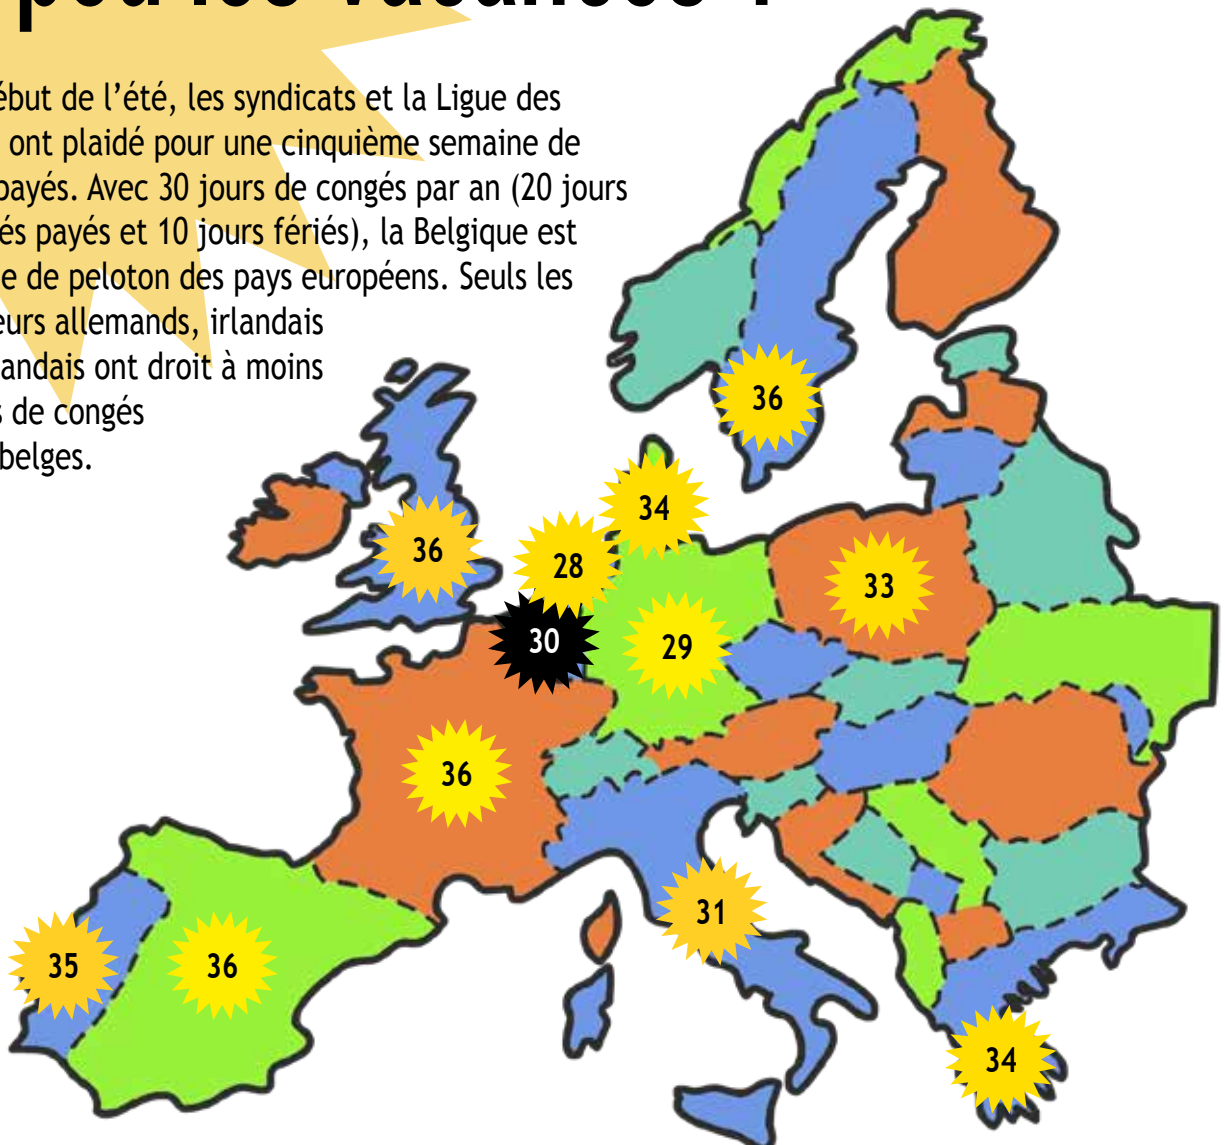 peu les vacances ?
ébut de l’été, les syndicats et la Ligue des
ont plaidé pour une cinquième semaine de
payés. Avec 30 jours de congés par an (20 jours
és payés et 10 jours fériés), la Belgique est
e de peloton des pays européens. Seuls les
eurs allemands, irlandais
andais ont droit à moins
s de congés
belges.
36
34
36
28
33
30
29
36
31
35
36
34